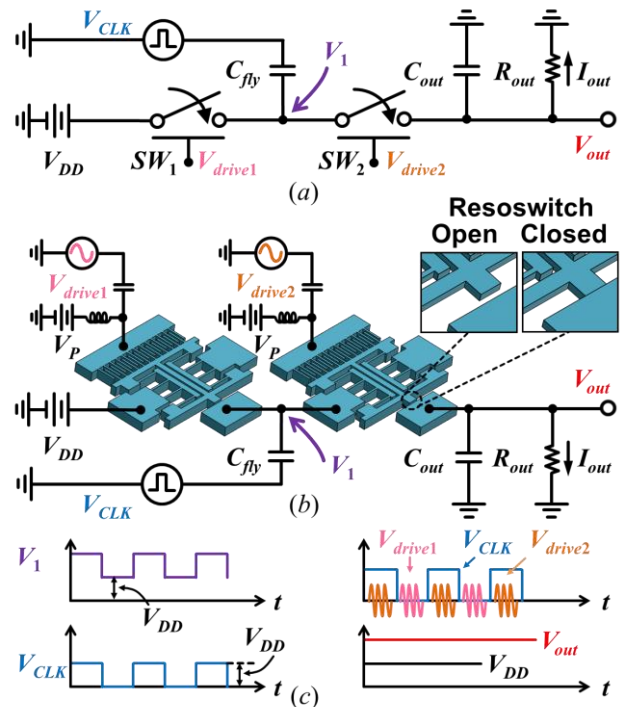 V_CLK
V_1
C_fly
C_out R_out I_out
V_DD SW_1 V_drive1 SW_2 V_drive2 V_out
(a)
Resoswitch
Open Closed
V_drive1 V_drive2
V_P V_P
V_out
V_DD
C_fly V_1 C_out R_out I_out
V_CLK (b)
V_1 V_drive1 V_CLK V_drive2
t t
V_DD
V_DD V_out
V_CLK V_DD
t (c) t